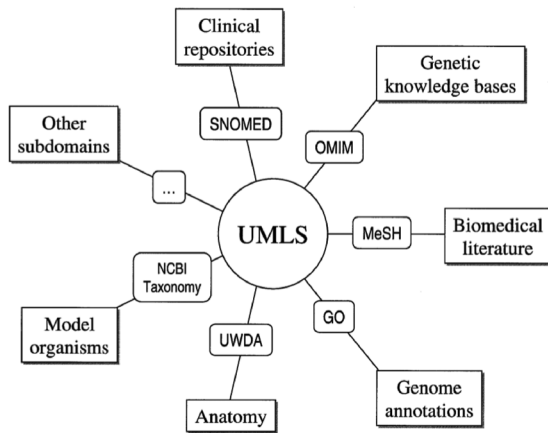 Clinical
repositories
SNOMED
Genetic
knowledge bases
OMIM
Other
subdomains
...
UMLS
MeSH
Biomedical
literature
NCBI
Taxonomy
Model
organisms
UWDA
Anatomy
GO
Genome
annotations